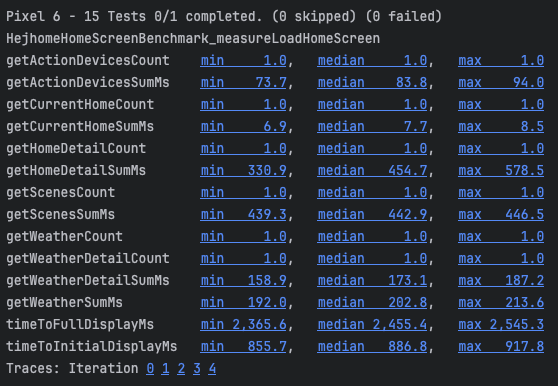 Pixel 6 - 15 Tests 0/1 completed. (0 skipped) (0 failed)
HejhomeHomeScreenBenchmark_measureLoadHomeScreen
getActionDevicesCount min 1.0, median 1.0, max 1.0
getActionDevicesSumMs min 73.7, median 83.8, max 94.0
getCurrentHomeCount min 1.0, median 1.0, max 1.0
getCurrentHomeSumMs min 6.9, median 7.7, max 8.5
getHomeDetailCount min 1.0, median 1.0, max 1.0
getHomeDetailSumMs min 330.9, median 454.7, max 578.5
getScenesCount min 1.0, median 1.0, max 1.0
getScenesSumMs min 439.3, median 442.9, max 446.5
getWeatherCount min 1.0, median 1.0, max 1.0
getWeatherDetailCount min 1.0, median 1.0, max 1.0
getWeatherDetailSumMs min 158.9, median 173.1, max 187.2
getWeatherSumMs min 192.0, median 202.8, max 213.6
timeToFullDisplayMs min 2,365.6, median 2,455.4, max 2,545.3
timeToInitialDisplayMs min 855.7, median 886.8, max 917.8
Traces: Iteration 0 1 2 3 4